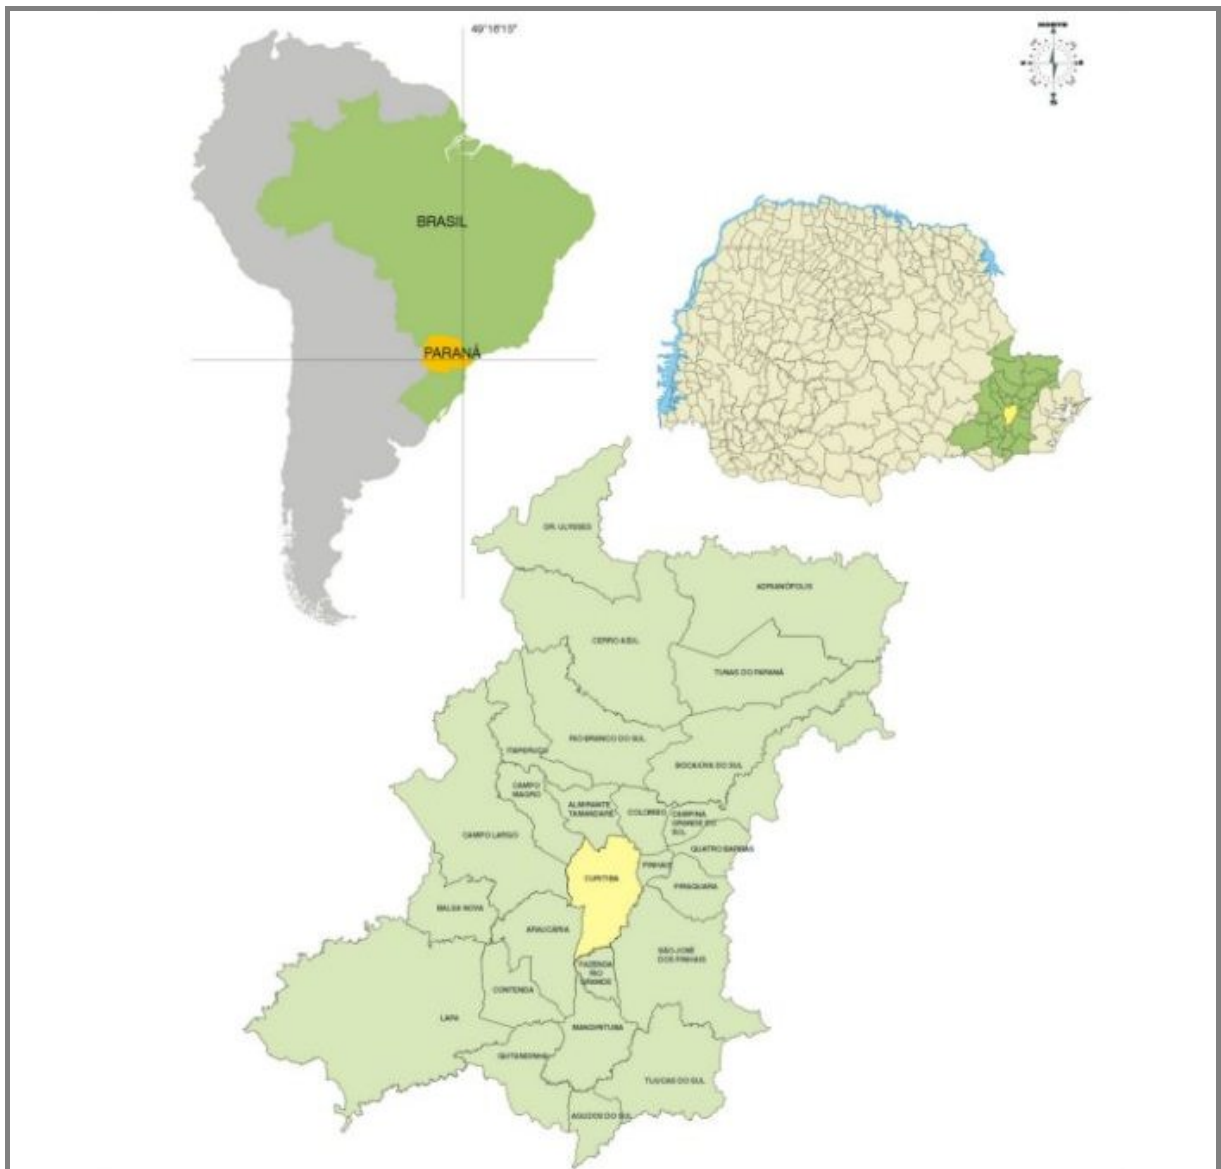 49°16'15"
NORTE
S
BRASIL
PARANÁ
DR. ULYSSES
ADRIANÓPOLIS
CERRO AZUL
TUNAS DO PARANÁ
RIO BRANCO DO SUL
ITAPERUÇU
BOCAIÚVA DO SUL
CAMPO
MAGRO
ALMIRANTE
TAMANDARÉ
COLOMBO
CAMPINA
GRANDE DO
SUL
CAMPO LARGO
QUATRO BARRAS
PINHAIS
CURITIBA
PIRAQUARA
BALSA NOVA
ARAUCÁRIA
SÃO JOSÉ
DOS PINHAIS
FAZENDA
RIO
GRANDE
CONTENDA
LAPA
MANDIRITUBA
QUITANDINHA
TIJUCAS DO SUL
AGUDOS DO SUL